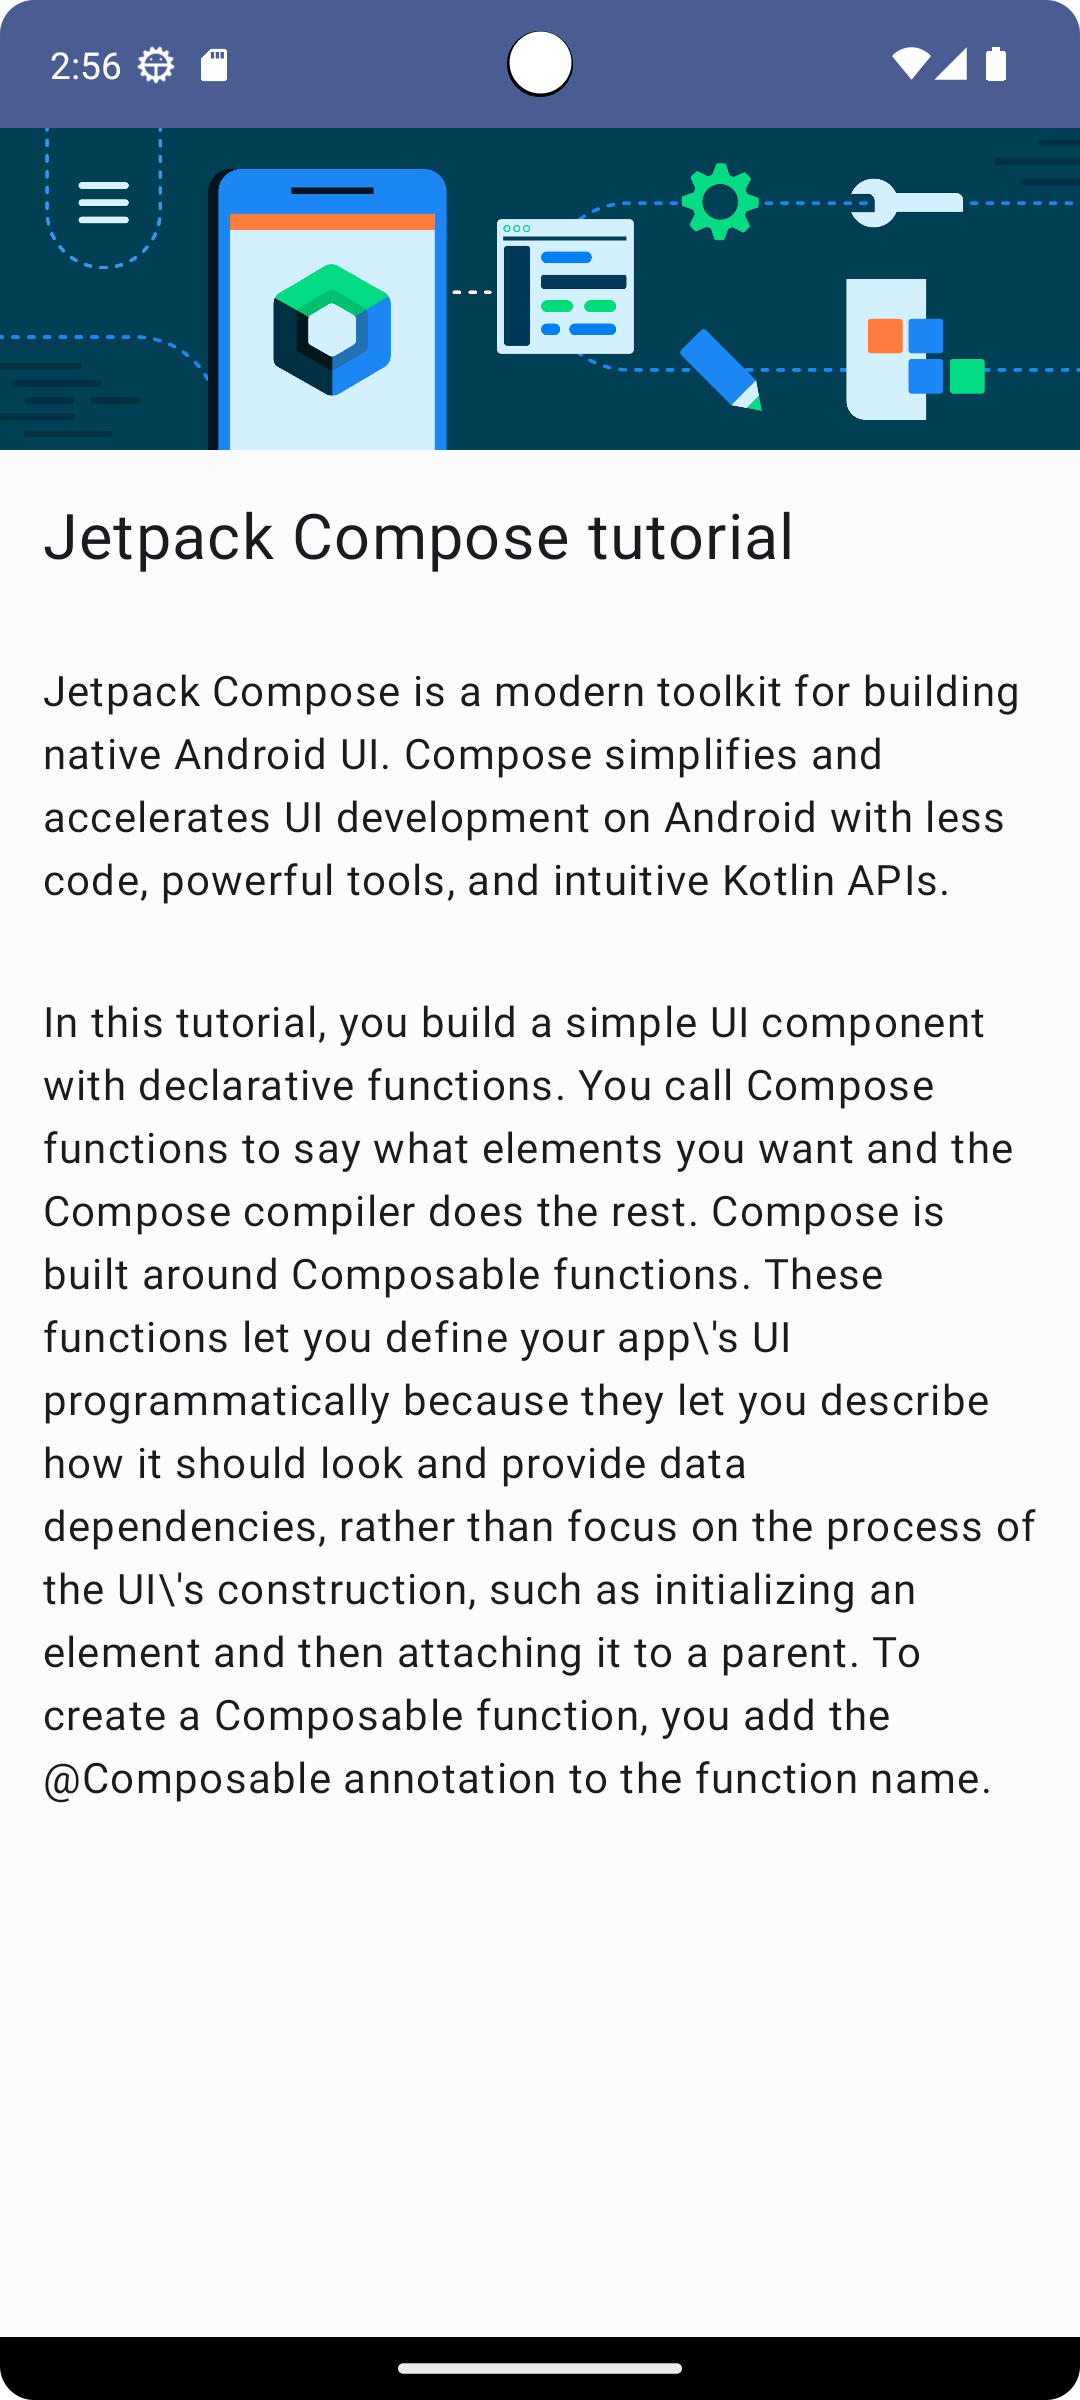 2:56
Jetpack Compose tutorial
Jetpack Compose is a modern toolkit for building
native Android UI. Compose simplifies and
accelerates UI development on Android with less
code, powerful tools, and intuitive Kotlin APIs.
In this tutorial, you build a simple UI component
with declarative functions. You call Compose
functions to say what elements you want and the
Compose compiler does the rest. Compose is
built around Composable functions. These
functions let you define your app\'s UI
programmatically because they let you describe
how it should look and provide data
dependencies, rather than focus on the process of
the UI\'s construction, such as initializing an
element and then attaching it to a parent. To
create a Composable function, you add the
@Composable annotation to the function name.